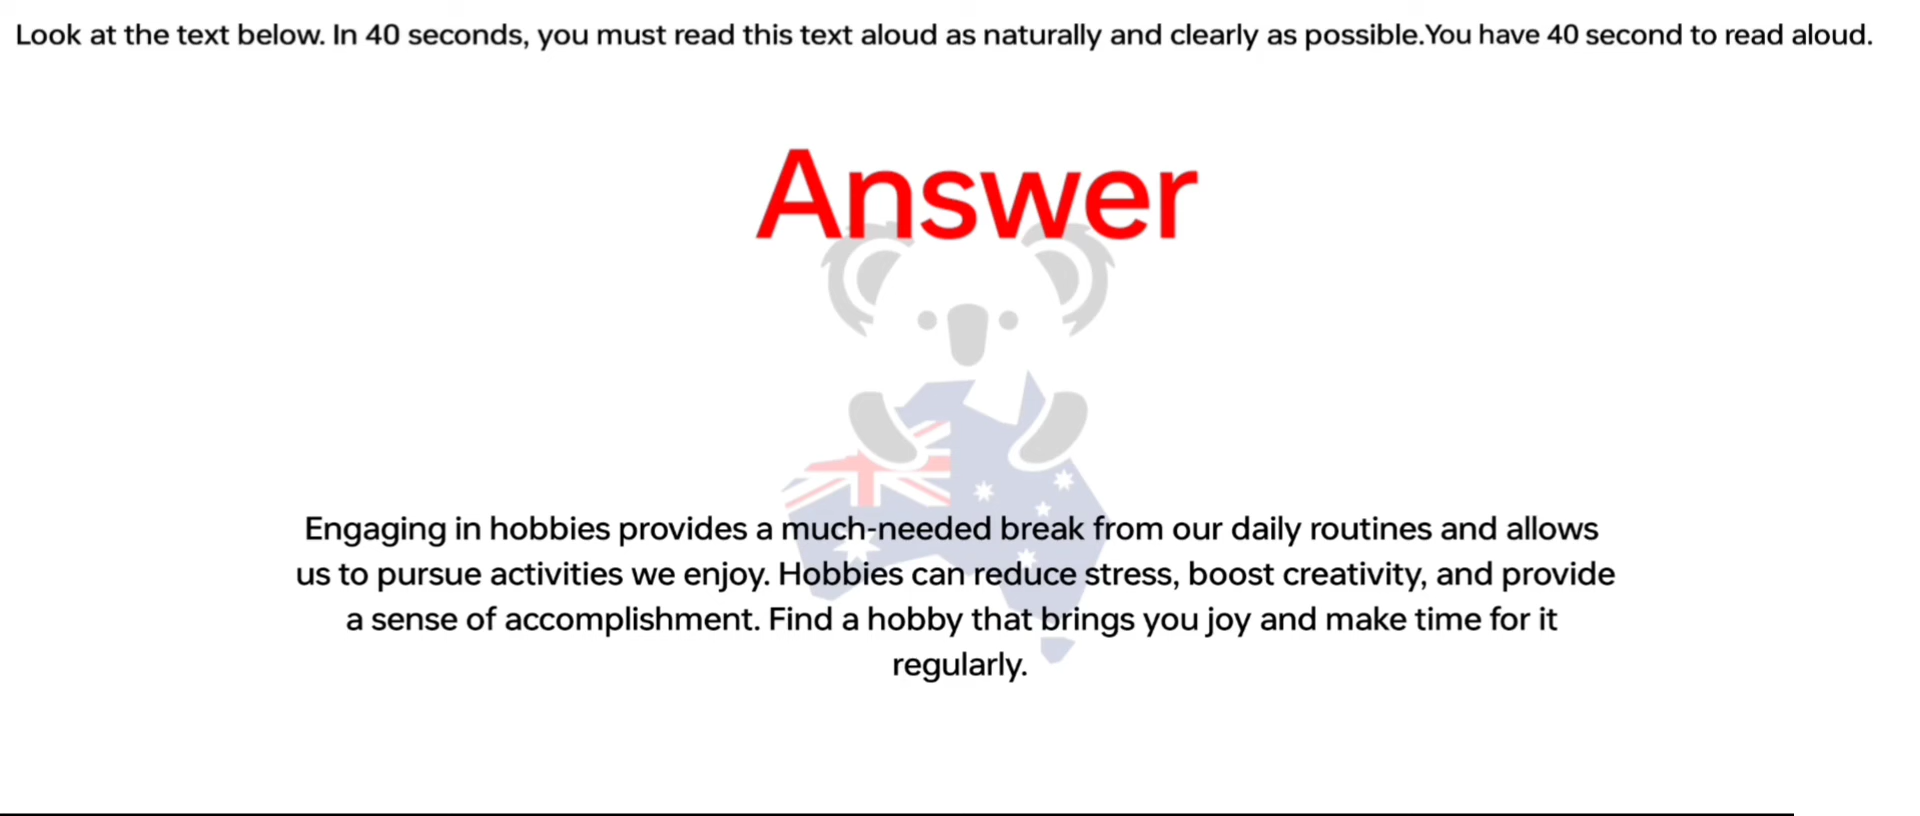 Look at the text below. In 40 seconds, you must read this text aloud as naturally and clearly as possible.You have 40 second to read aloud.
Answer
Engaging in hobbies provides a much-needed break from our daily routines and allows
us to pursue activities we enjoy. Hobbies can reduce stress, boost creativity, and provide
a sense of accomplishment. Find a hobby that brings you joy and make time for it
regularly.